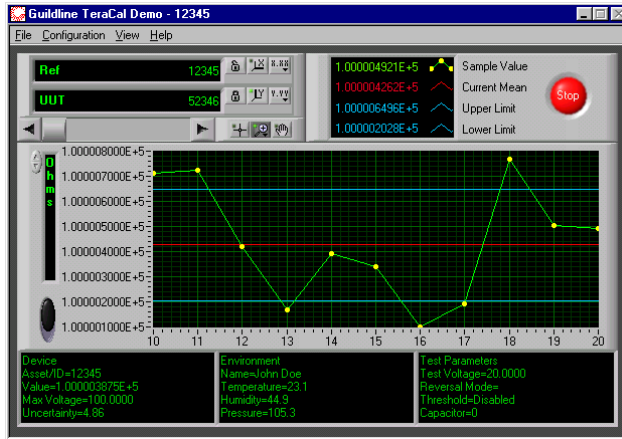 Guildline TeraCal Demo - 12345
File Configuration View Help
Ref 12345
UUT 52346
X X.XX
Y Y.YY
1.000004921E+5 Sample Value
1.000004262E+5 Current Mean
1.000006496E+5 Upper Limit
1.000002028E+5 Lower Limit
Stop
Ohms
1.000008000E+5
1.000007000E+5
1.000006000E+5
1.000005000E+5
1.000004000E+5
1.000003000E+5
1.000002000E+5
1.000001000E+5
10 11 12 13 14 15 16 17 18 19 20
Device
Asset/ID=12345
Value=1.000003875E+5
Max Voltage=100.0000
Uncertainty=4.86
Environment
Name=John Doe
Temperature=23.1
Humidity=44.9
Pressure=105.3
Test Parameters
Test Voltage=20.0000
Reversal Mode=
Threshold=Disabled
Capacitor=0